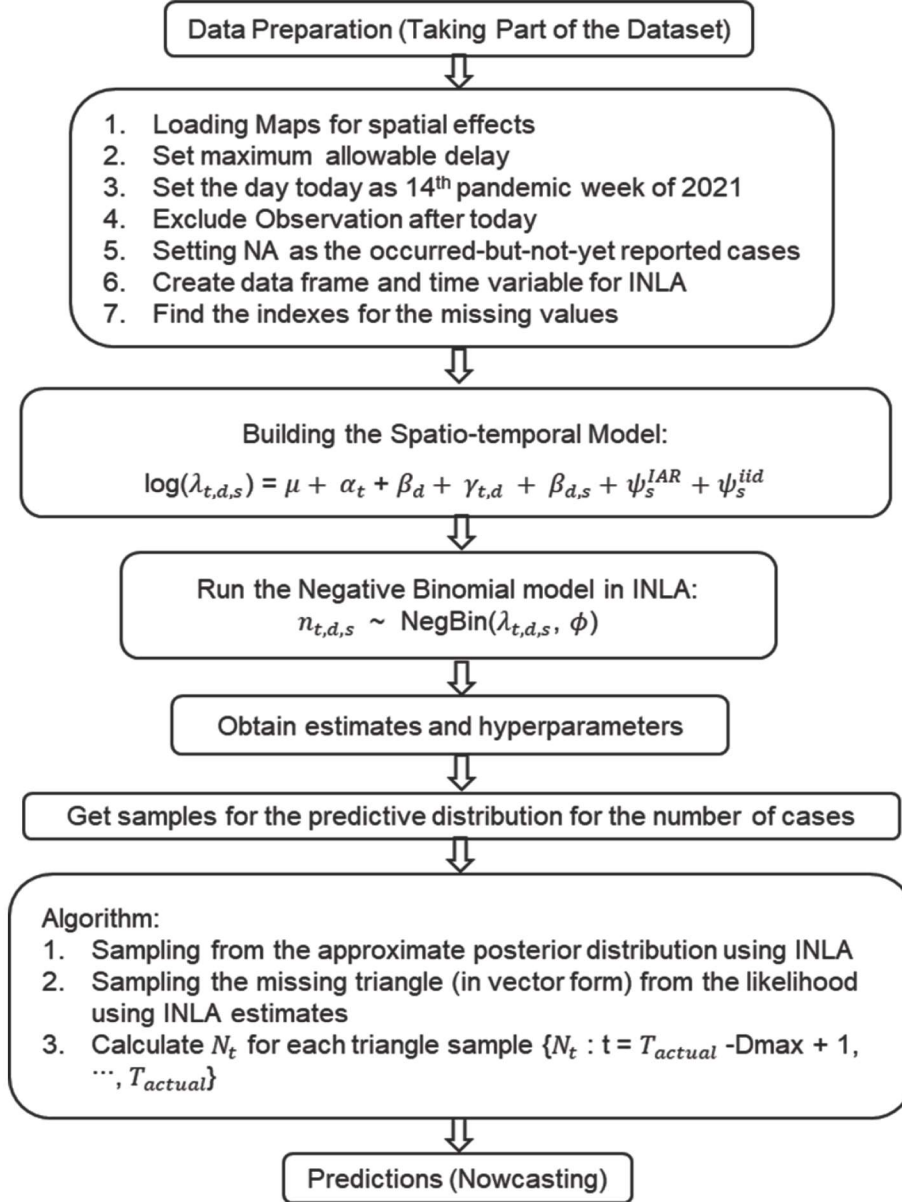 Data Preparation (Taking Part of the Dataset)
1. Loading Maps for spatial effects
2. Set maximum allowable delay
3. Set the day today as 14th pandemic week of 2021
4. Exclude Observation after today
5. Setting NA as the occurred-but-not-yet reported cases
6. Create data frame and time variable for INLA
7. Find the indexes for the missing values
Building the Spatio-temporal Model:
log(λ_{t,d,s}) = μ + α_t + β_d + γ_{t,d} + β_{d,s} + ψ_s^{IAR} + ψ_s^{iid}
Run the Negative Binomial model in INLA:
n_{t,d,s} ~ NegBin(λ_{t,d,s}, ϕ)
Obtain estimates and hyperparameters
Get samples for the predictive distribution for the number of cases
Algorithm:
1. Sampling from the approximate posterior distribution using INLA
2. Sampling the missing triangle (in vector form) from the likelihood
using INLA estimates
3. Calculate N_t for each triangle sample {N_t : t = T_{actual} -Dmax + 1,
⋯, T_{actual}}
Predictions (Nowcasting)